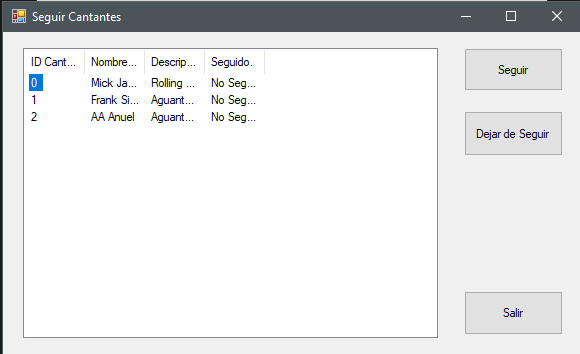 Seguir Cantantes
ID Cant... Nombre... Descrip... Seguido.
0 Mick Ja... Rolling ... No Seg...
1 Frank Si... Aguant... No Seg...
2 AA Anuel Aguant... No Seg...
Seguir
Dejar de Seguir
Salir